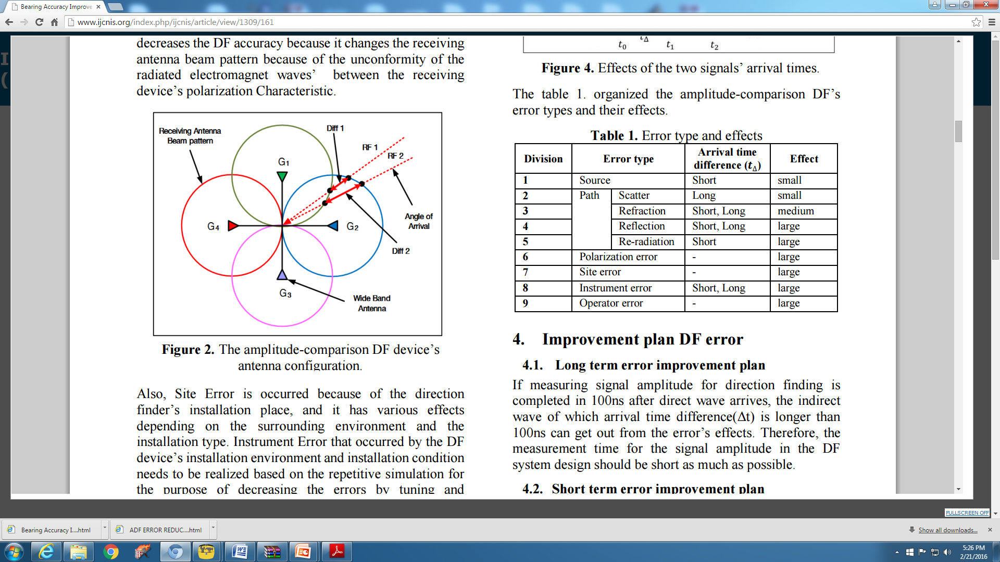 Bearing Accuracy Improve
www.ijcnis.org/index.php/ijcnis/article/view/1309/161
decreases the DF accuracy because it changes the receiving
antenna beam pattern because of the unconformity of the
radiated electromagnet waves’ between the receiving
device’s polarization Characteristic.
Receiving Antenna
Beam pattern
Diff 1
RF 1
RF 2
G1
G4
G2
Angle of
Arrival
Diff 2
G3
Wide Band
Antenna
Figure 2. The amplitude-comparison DF device’s
antenna configuration.
Also, Site Error is occurred because of the direction
finder’s installation place, and it has various effects
depending on the surrounding environment and the
installation type. Instrument Error that occurred by the DF
device’s installation environment and installation condition
needs to be realized based on the repetitive simulation for
the purpose of decreasing the errors by tuning and
tΔ
t0 t1 t2
Figure 4. Effects of the two signals’ arrival times.
The table 1. organized the amplitude-comparison DF’s
error types and their effects.
Table 1. Error type and effects
Division Error type Arrival time difference (tΔ) Effect
1 Source Short small
2 Path Scatter Long small
3 Refraction Short, Long medium
4 Reflection Short, Long large
5 Re-radiation Short large
6 Polarization error - large
7 Site error - large
8 Instrument error Short, Long large
9 Operator error - large
4. Improvement plan DF error
4.1. Long term error improvement plan
If measuring signal amplitude for direction finding is
completed in 100ns after direct wave arrives, the indirect
wave of which arrival time difference(Δt) is longer than
100ns can get out from the error’s effects. Therefore, the
measurement time for the signal amplitude in the DF
system design should be short as much as possible.
4.2. Short term error improvement plan
FULLSCREEN OFF
Bearing Accuracy I....html
ADF ERROR REDUC....html
Show all downloads...
5:26 PM
2/21/2016